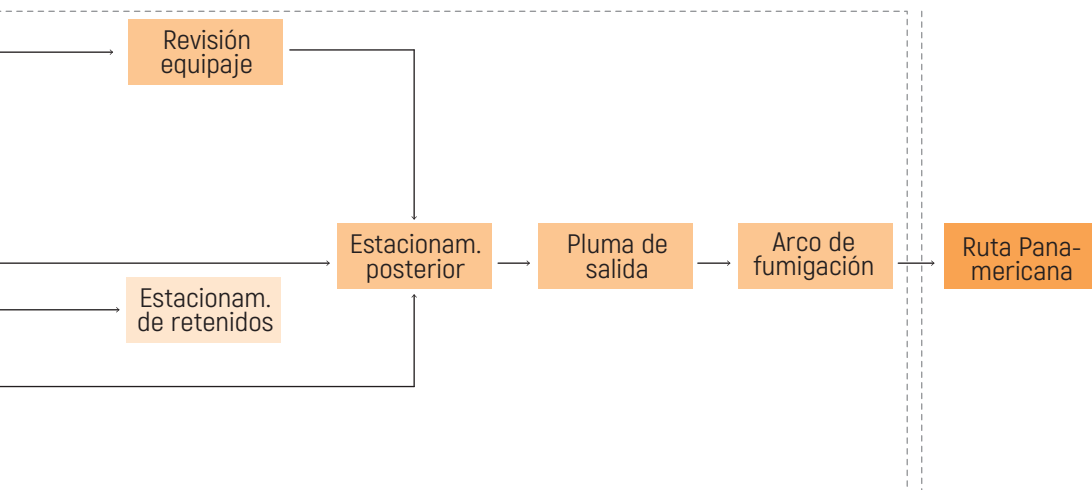 Revisión
equipaje
Estacionam.
posterior
Pluma de
salida
Arco de
fumigación
Ruta Pana-
mericana
Estacionam.
de retenidos